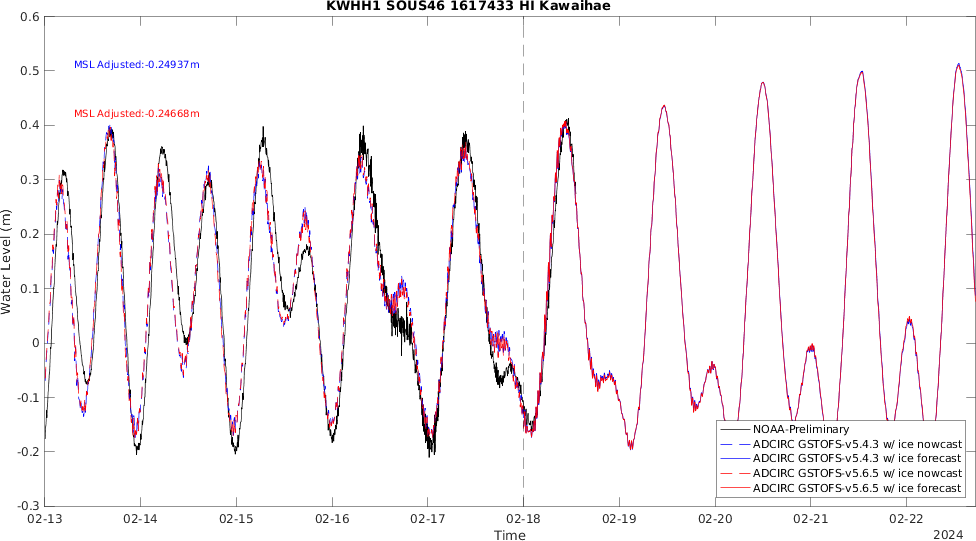 KWHH1 SOUS46 1617433 HI Kawaihae
0.6
0.5
0.4
0.3
0.2
0.1
0
-0.1
-0.2
-0.3
Water Level (m)
MSL Adjusted:-0.24937m
MSL Adjusted:-0.24668m
NOAA-Preliminary
ADCIRC GSTOFS-v5.4.3 w/ ice nowcast
ADCIRC GSTOFS-v5.4.3 w/ ice forecast
ADCIRC GSTOFS-v5.6.5 w/ ice nowcast
ADCIRC GSTOFS-v5.6.5 w/ ice forecast
02-13 02-14 02-15 02-16 02-17 02-18 02-19 02-20 02-21 02-22
Time
2024